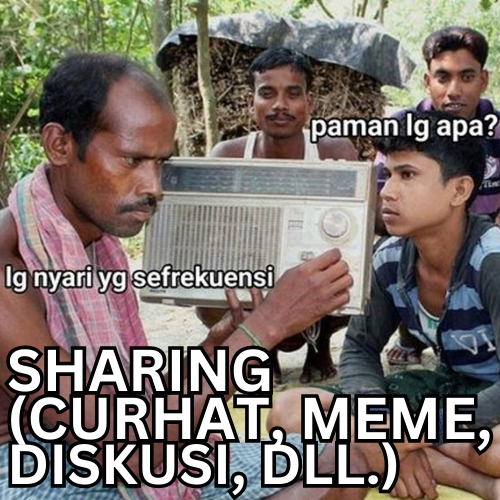 paman lg apa?
lg nyari yg sefrekuensi
SHARING
(CURHAT, MEME,
DISKUSI, DLL.)